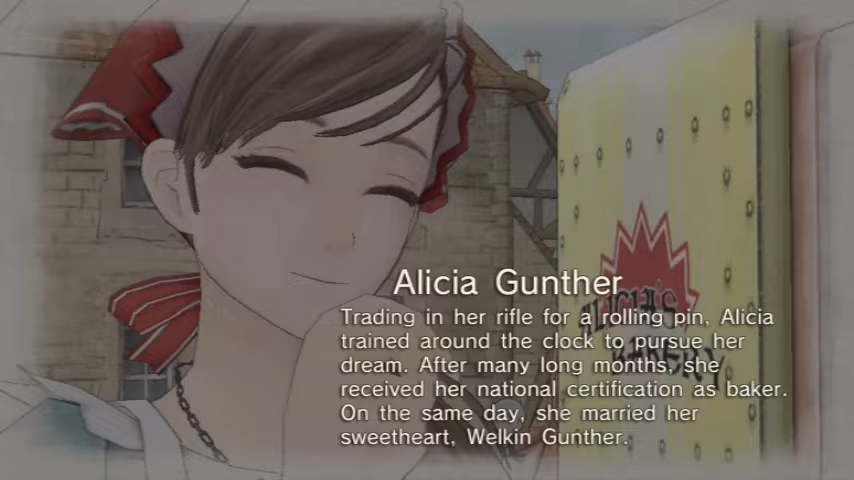 Alicia Gunther
Trading in her rifle for a rolling pin, Alicia
trained around the clock to pursue her
dream. After many long months, she
received her national certification as baker.
On the same day, she married her
sweetheart, Welkin Gunther.
ALICIA'S
BAKERY